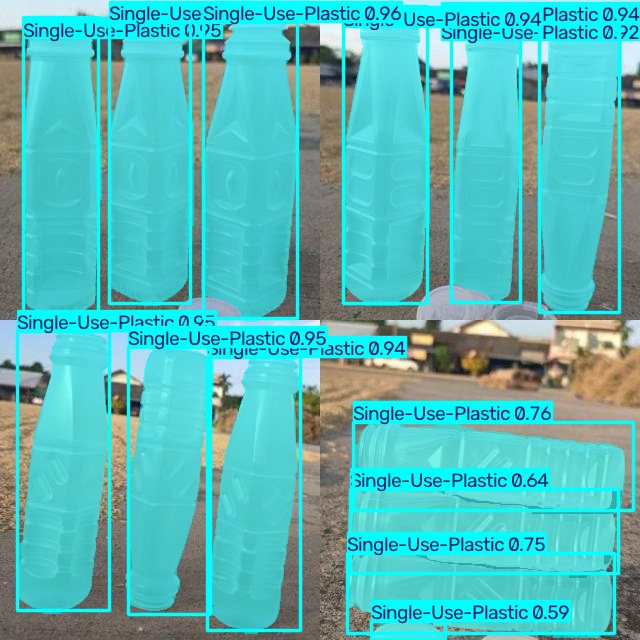 Single-Use
Single-Use-Plastic 0.96
Single-Use-Plastic 0.95
Use-Plastic 0.94
Plastic 0.94
Single-Use-
Plastic 0.92
Single-Use-Plastic 0.95
Single-Use-Plastic 0.95
Single-Use-Plastic 0.94
Single-Use-Plastic 0.76
Single-Use-Plastic 0.64
Single-Use-Plastic 0.75
Single-Use-Plastic 0.59